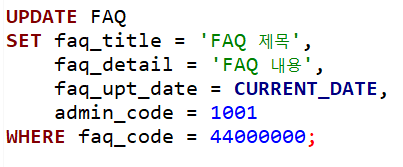 UPDATE FAQ
SET faq_title = 'FAQ 제목',
faq_detail = 'FAQ 내용',
faq_upt_date = CURRENT_DATE,
admin_code = 1001
WHERE faq_code = 44000000;